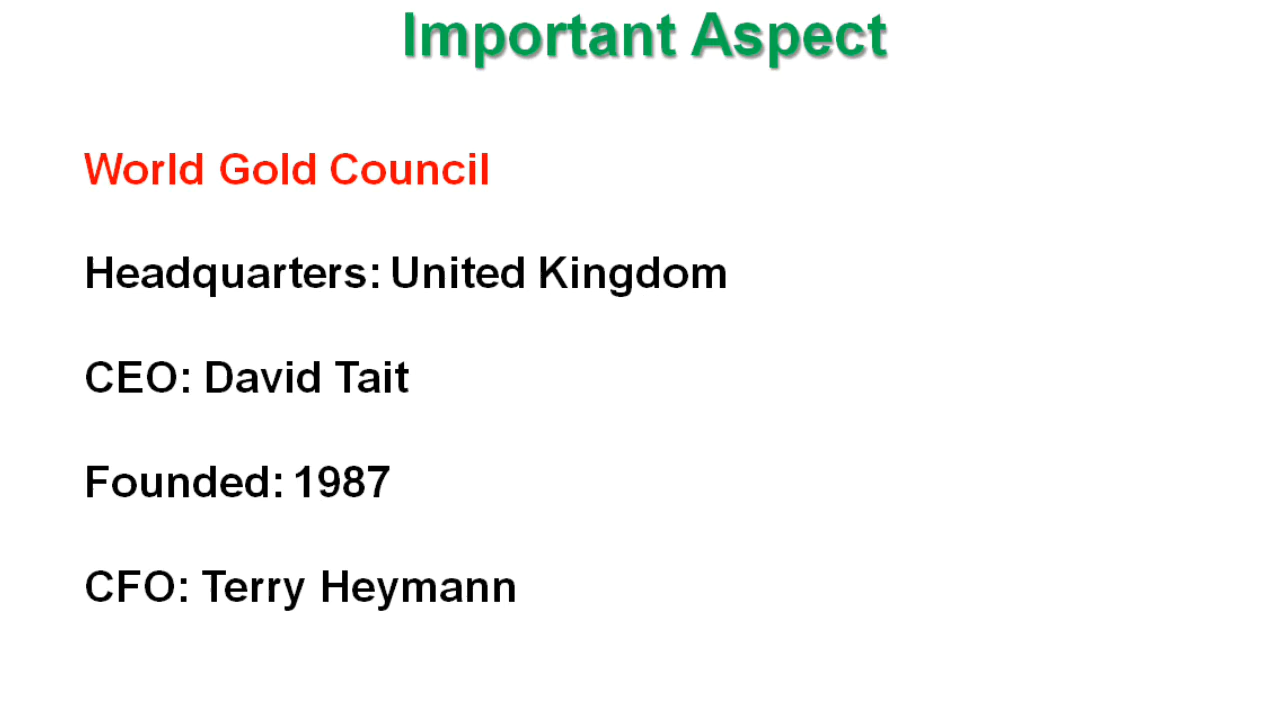 Important Aspect
World Gold Council
Headquarters: United Kingdom
CEO: David Tait
Founded: 1987
CFO: Terry Heymann